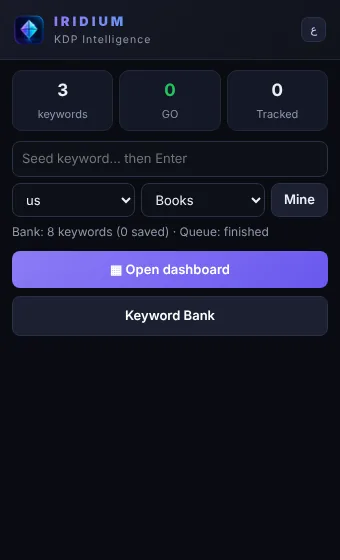 IRIDIUM
KDP Intelligence
ع
3 0 0
keywords GO Tracked
Seed keyword... then Enter
us Books Mine
Bank: 8 keywords (0 saved) · Queue: finished
▦ Open dashboard
Keyword Bank